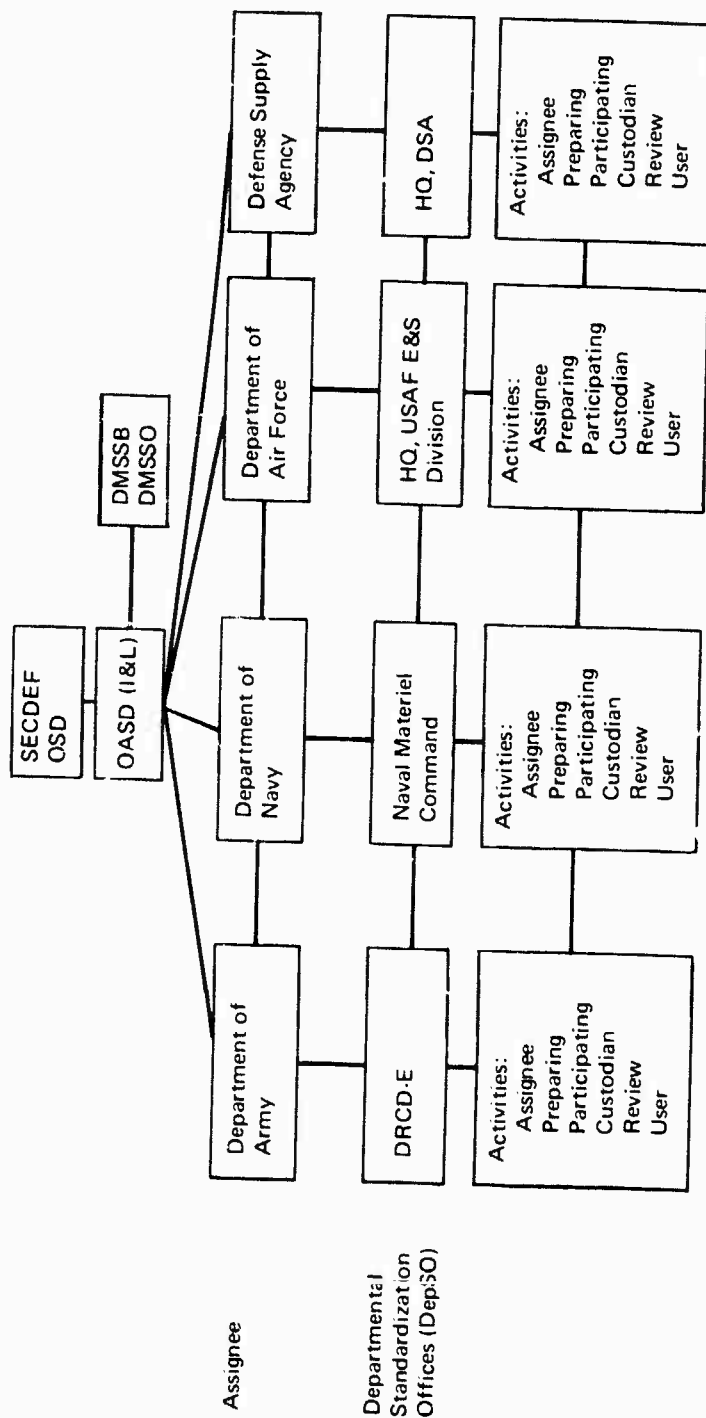 SECDEF
OSD
OASD (I&L)
DMSSB
DMSSO
Assignee
Department of
Army
Department of
Navy
Department of
Air Force
Defense Supply
Agency
Departmental
Standardization
Offices (DepSO)
DRCD-E
Naval Materiel
Command
HQ, USAF E&S
Division
HQ, DSA
Activities:
Assignee
Preparing
Participating
Custodian
Review
User
Activities:
Assignee
Preparing
Participating
Custodian
Review
User
Activities:
Assignee
Preparing
Participating
Custodian
Review
User
Activities:
Assignee
Preparing
Participating
Custodian
Review
User